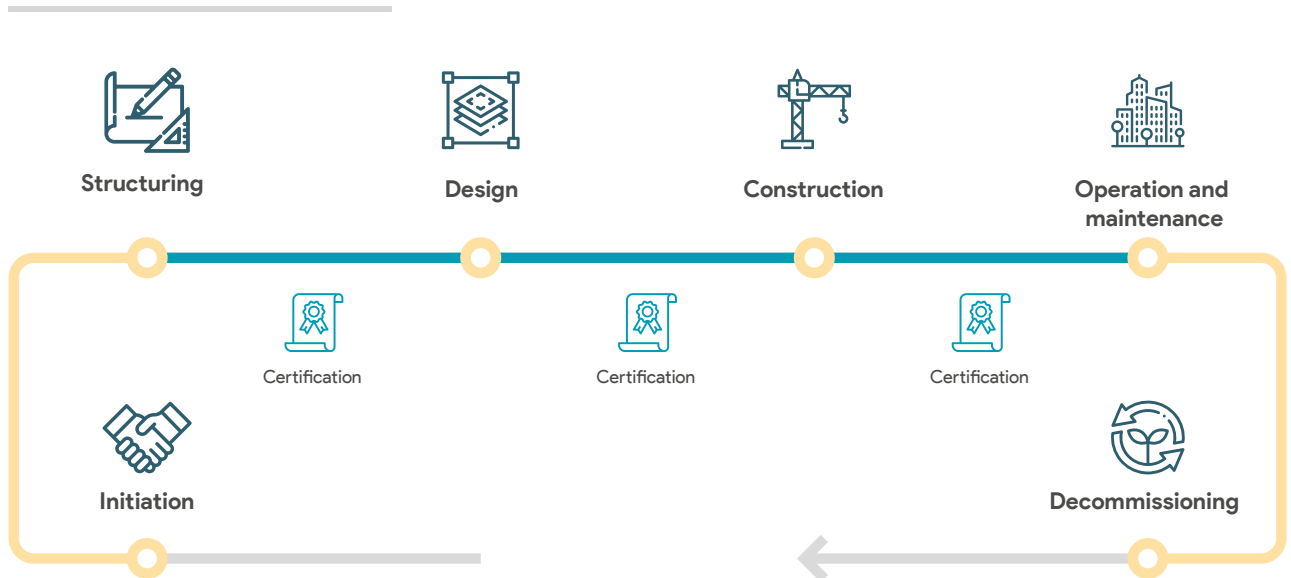 Structuring
Design
Construction
Operation and
maintenance
Certification
Certification
Certification
Initiation
Decommissioning